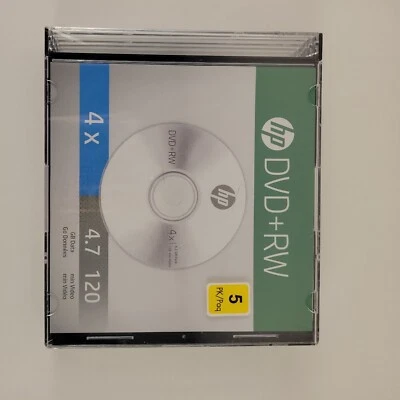 hp DVD+RW
5
PK/Paq
hp
DVD+RW
4x
4 x
4.7 120
GB Data
Go Données
min Video
min Vidéo